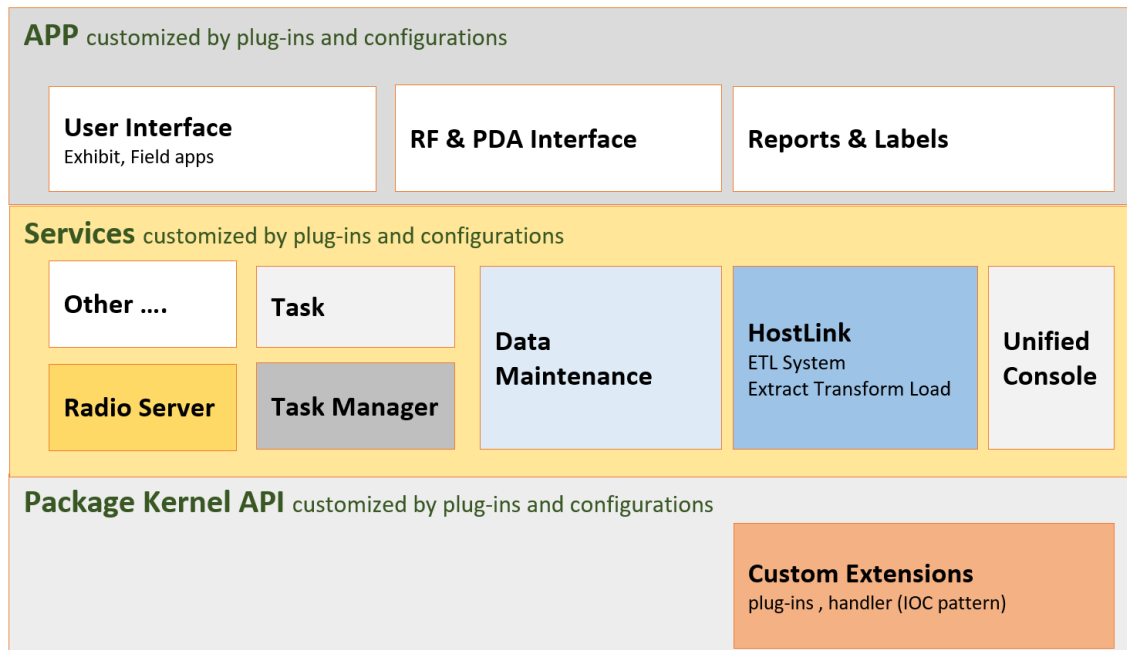 APP customized by plug-ins and configurations
User Interface
Exhibit, Field apps
RF & PDA Interface
Reports & Labels
Services customized by plug-ins and configurations
Other ....
Task
Data
Maintenance
HostLink
ETL System
Extract Transform Load
Unified
Console
Radio Server
Task Manager
Package Kernel API customized by plug-ins and configurations
Custom Extensions
plug-ins , handler (IOC pattern)